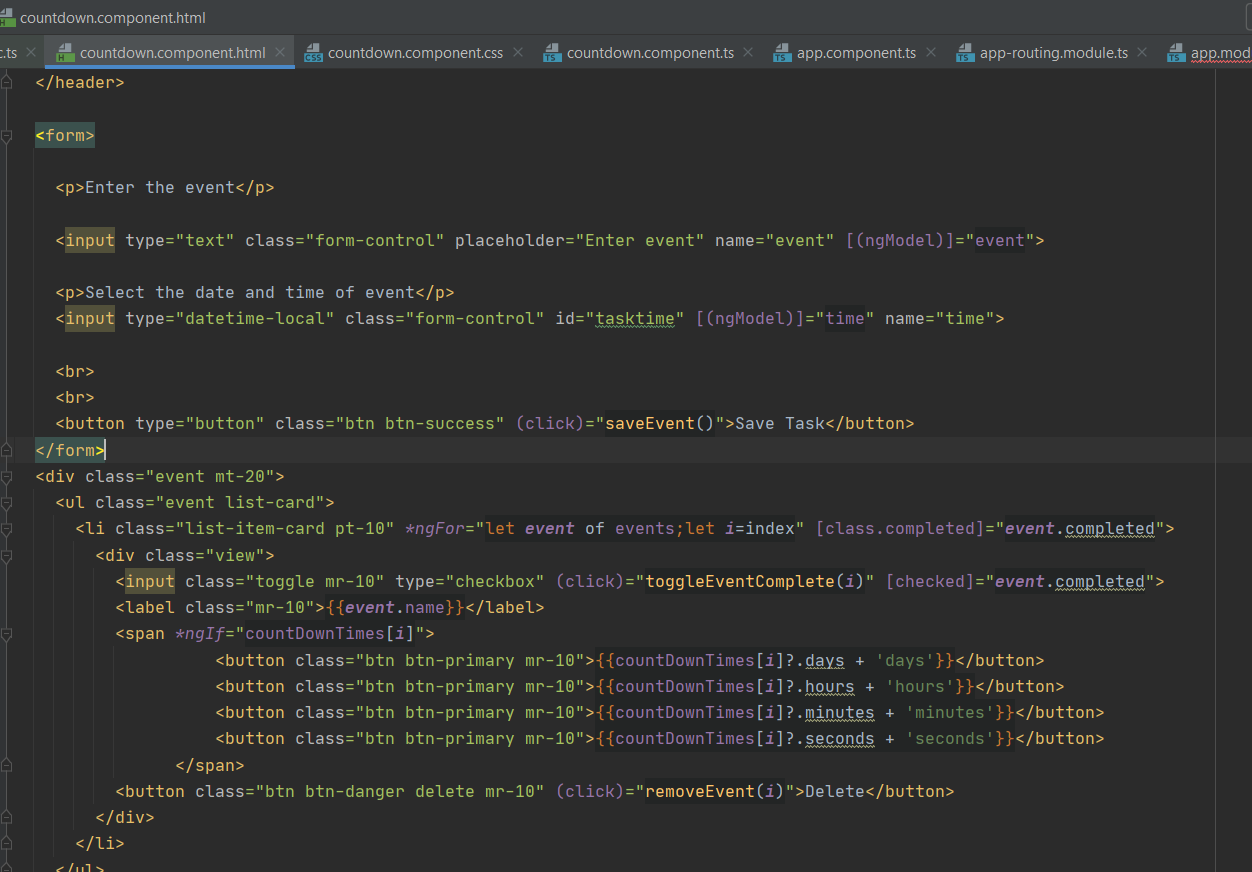 countdown.component.html
c.ts countdown.component.html countdown.component.css countdown.component.ts app.component.ts app-routing.module.ts app.mod
</header>
<form>
<p>Enter the event</p>
<input type="text" class="form-control" placeholder="Enter event" name="event" [(ngModel)]="event">
<p>Select the date and time of event</p>
<input type="datetime-local" class="form-control" id="tasktime" [(ngModel)]="time" name="time">
<br>
<br>
<button type="button" class="btn btn-success" (click)="saveEvent()">Save Task</button>
</form>
<div class="event mt-20">
<ul class="event list-card">
<li class="list-item-card pt-10" *ngFor="let event of events;let i=index" [class.completed]="event.completed">
<div class="view">
<input class="toggle mr-10" type="checkbox" (click)="toggleEventComplete(i)" [checked]="event.completed">
<label class="mr-10">{{event.name}}</label>
<span *ngIf="countDownTimes[i]">
<button class="btn btn-primary mr-10">{{countDownTimes[i]?.days + 'days'}}</button>
<button class="btn btn-primary mr-10">{{countDownTimes[i]?.hours + 'hours'}}</button>
<button class="btn btn-primary mr-10">{{countDownTimes[i]?.minutes + 'minutes'}}</button>
<button class="btn btn-primary mr-10">{{countDownTimes[i]?.seconds + 'seconds'}}</button>
</span>
<button class="btn btn-danger delete mr-10" (click)="removeEvent(i)">Delete</button>
</div>
</li>
</ul>